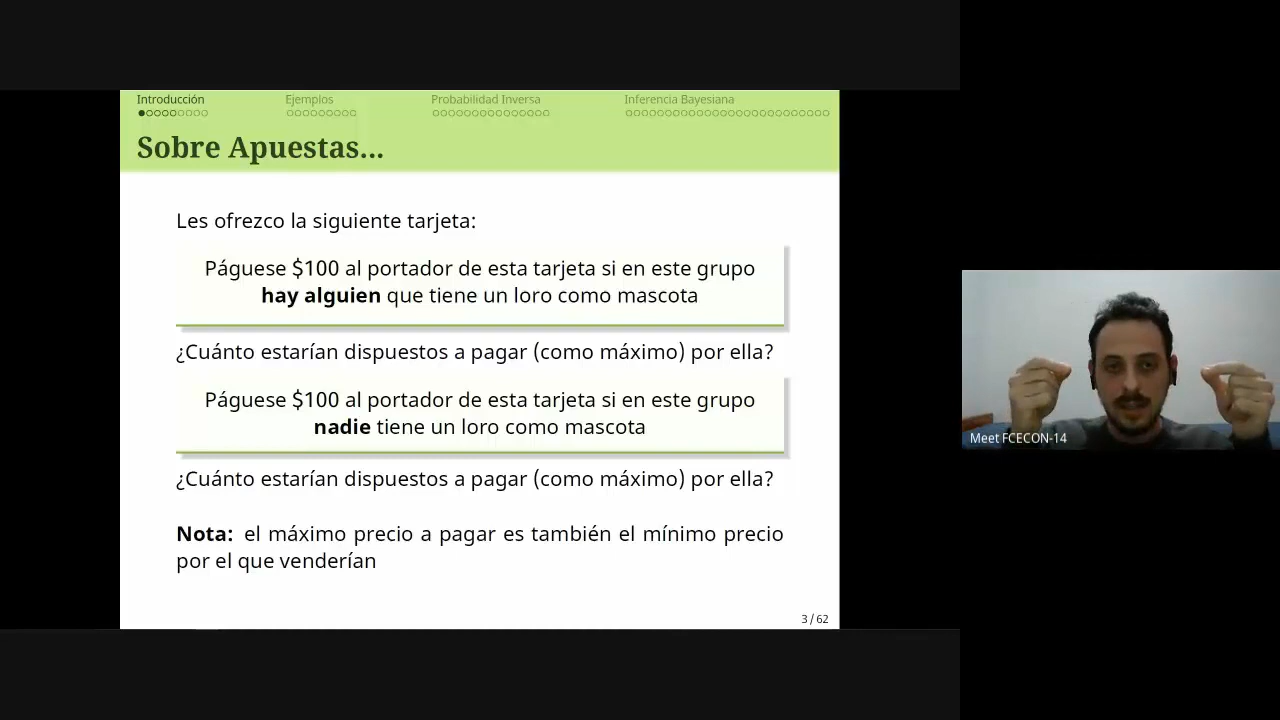 Introducción Ejemplos Probabilidad Inversa Inferencia Bayesiana
Sobre Apuestas...
Les ofrezco la siguiente tarjeta:
Páguese $100 al portador de esta tarjeta si en este grupo
hay alguien que tiene un loro como mascota
¿Cuánto estarían dispuestos a pagar (como máximo) por ella?
Páguese $100 al portador de esta tarjeta si en este grupo
nadie tiene un loro como mascota
¿Cuánto estarían dispuestos a pagar (como máximo) por ella?
Nota: el máximo precio a pagar es también el mínimo precio
por el que venderían
3 / 62
Meet FCECON-14